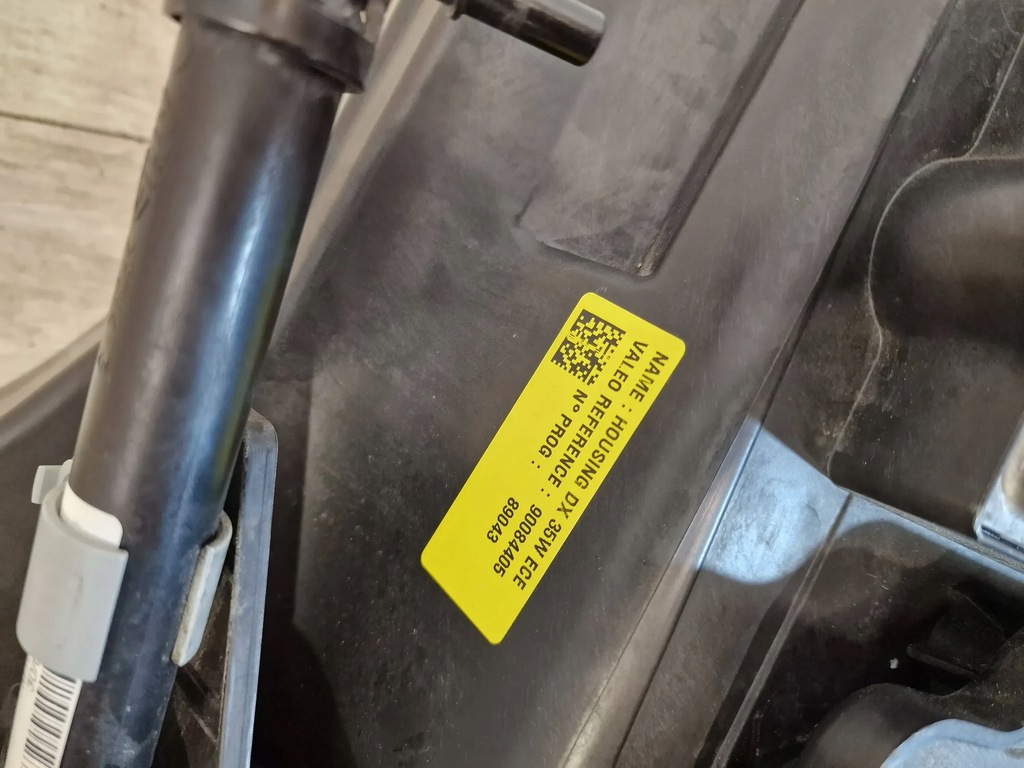 NAME : HOUSING DX 35W ECE
VALEO REFERENCE : 90084405
N° PROG : 89043